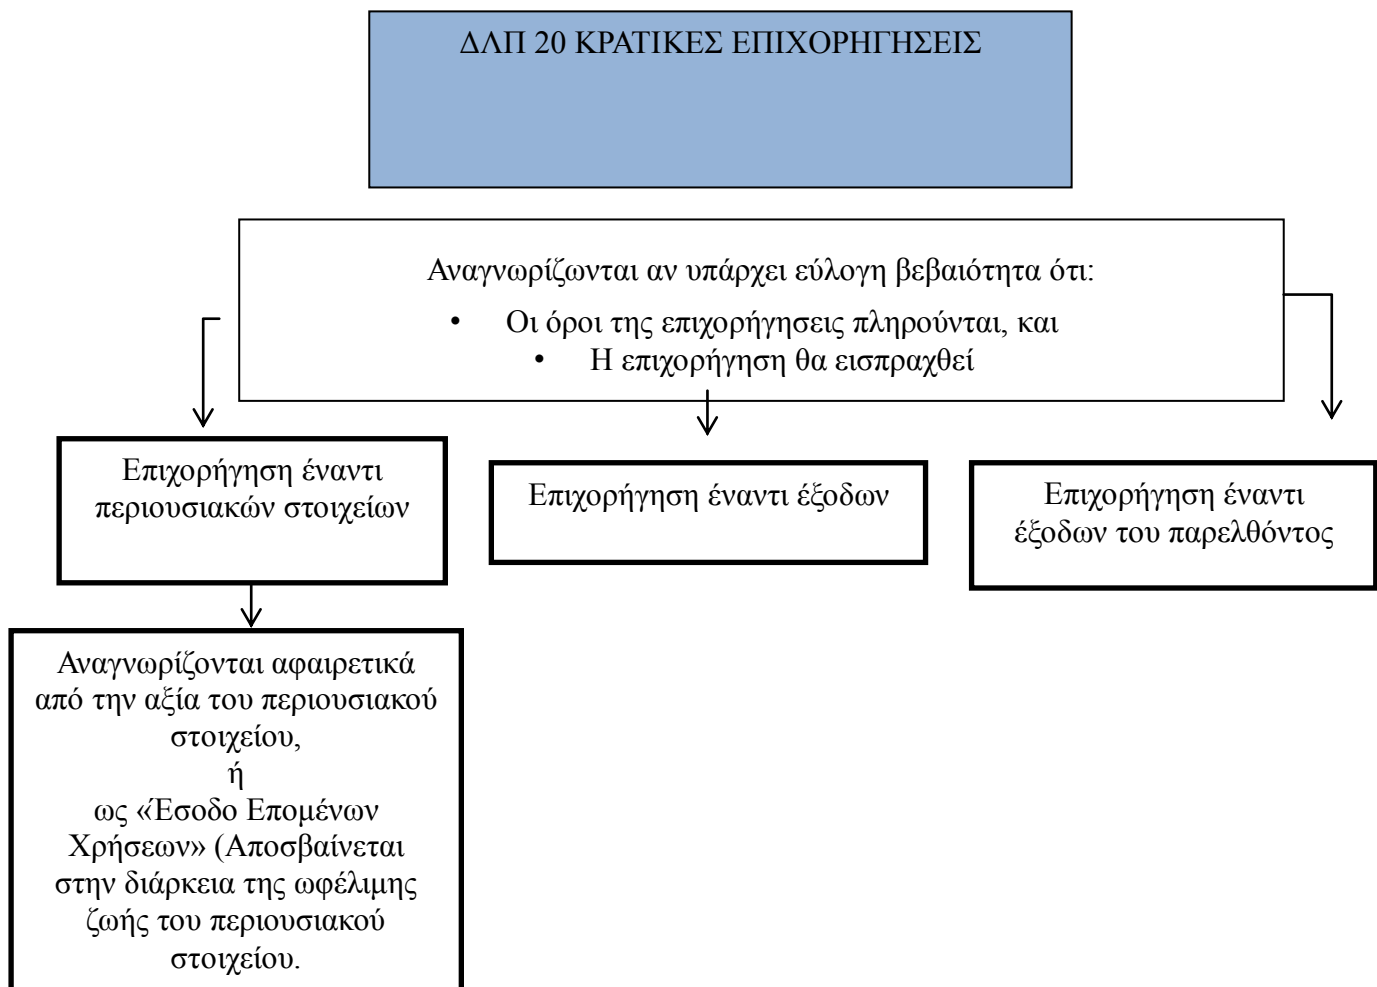 ΔΛΠ 20 ΚΡΑΤΙΚΕΣ ΕΠΙΧΟΡΗΓΗΣΕΙΣ
Αναγνωρίζωνται αν υπάρχει εύλογη βεβαιότητα ότι:
• Οι όροι της επιχορήγησεις πληρούνται, και
• Η επιχορήγηση θα εισπραχθεί
Επιχορήγηση έναντι
περιουσιακών στοιχείων
Επιχορήγηση έναντι έξοδων
Επιχορήγηση έναντι
έξοδων του παρελθόντος
Αναγνωρίζονται αφαιρετικά
από την αξία του περιουσιακού
στοιχείου,
ή
ως «Έσοδο Επομένων
Χρήσεων» (Αποσβαίνεται
στην διάρκεια της ωφέλιμης
ζωής του περιουσιακού
στοιχείου.